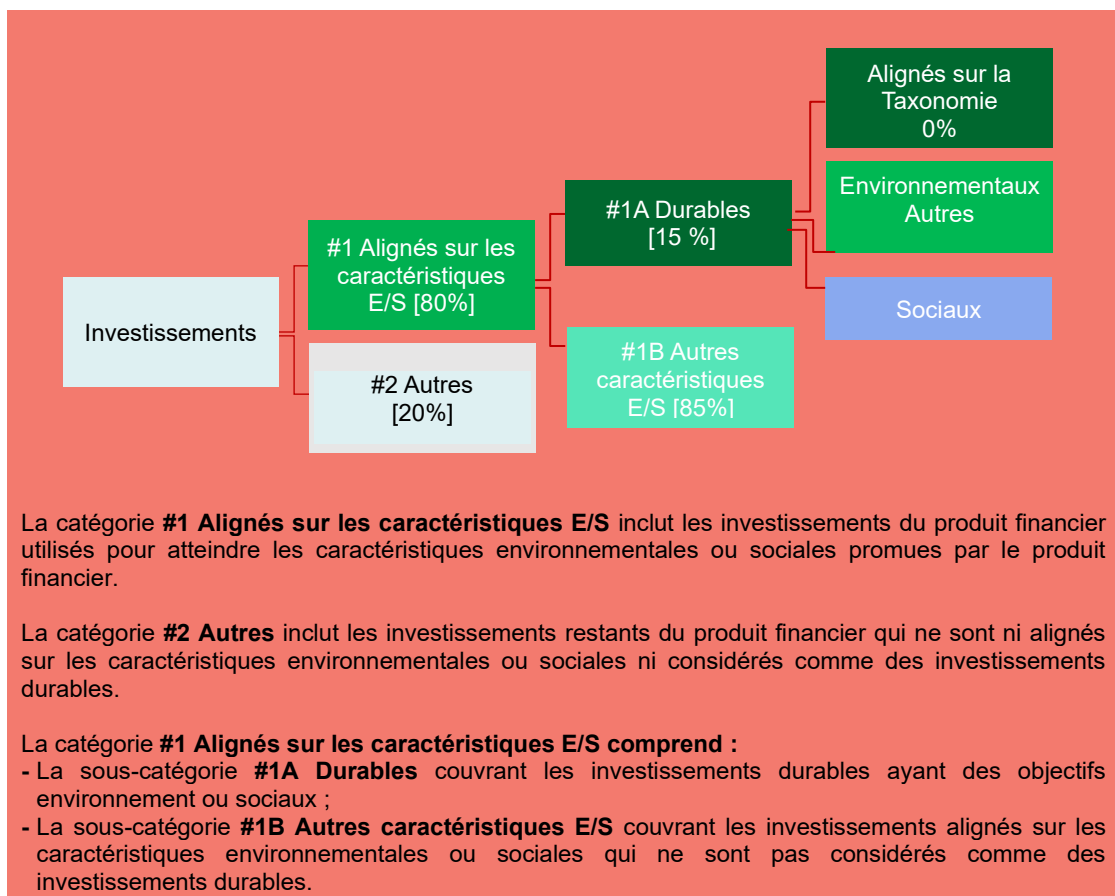 Alignés sur la
Taxonomie
0%
Environnementaux
Autres
#1A Durables
[15 %]
#1 Alignés sur les
caractéristiques
E/S [80%]
Sociaux
Investissements
#1B Autres
caractéristiques
E/S [85%]
#2 Autres
[20%]
La catégorie #1 Alignés sur les caractéristiques E/S inclut les investissements du produit financier
utilisés pour atteindre les caractéristiques environnementales ou sociales promues par le produit
financier.
La catégorie #2 Autres inclut les investissements restants du produit financier qui ne sont ni alignés
sur les caractéristiques environnementales ou sociales ni considérés comme des investissements
durables.
La catégorie #1 Alignés sur les caractéristiques E/S comprend :
- La sous-catégorie #1A Durables couvrant les investissements durables ayant des objectifs
environnement ou sociaux ;
- La sous-catégorie #1B Autres caractéristiques E/S couvrant les investissements alignés sur les
caractéristiques environnementales ou sociales qui ne sont pas considérés comme des
investissements durables.